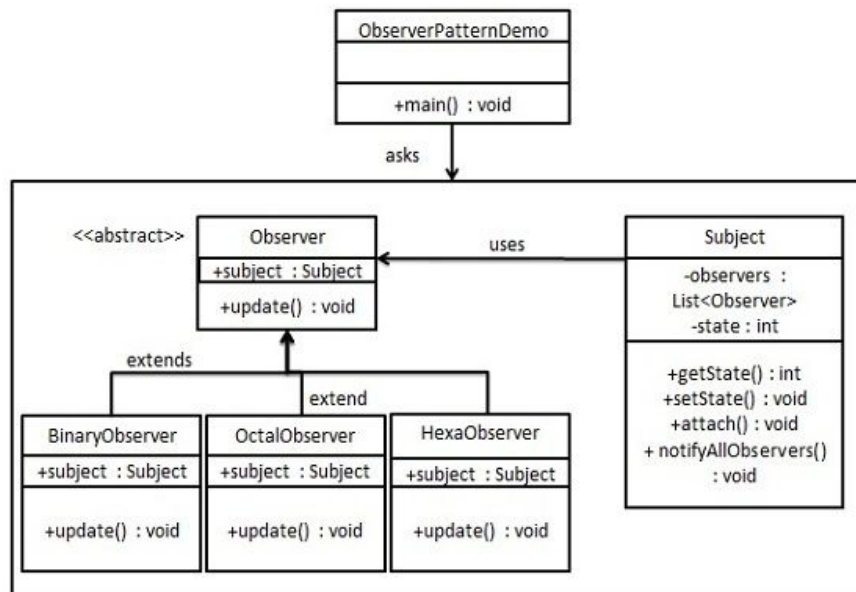 ObserverPatternDemo
+main() : void
asks
<<abstract>>
Observer
+subject : Subject
+update() : void
uses
Subject
-observers :
List<Observer>
-state : int
+getState() : int
+setState() : void
+attach() : void
+ notifyAllObservers()
: void
extends
extend
BinaryObserver
+subject : Subject
+update() : void
OctalObserver
+subject : Subject
+update() : void
HexaObserver
+subject : Subject
+update() : void